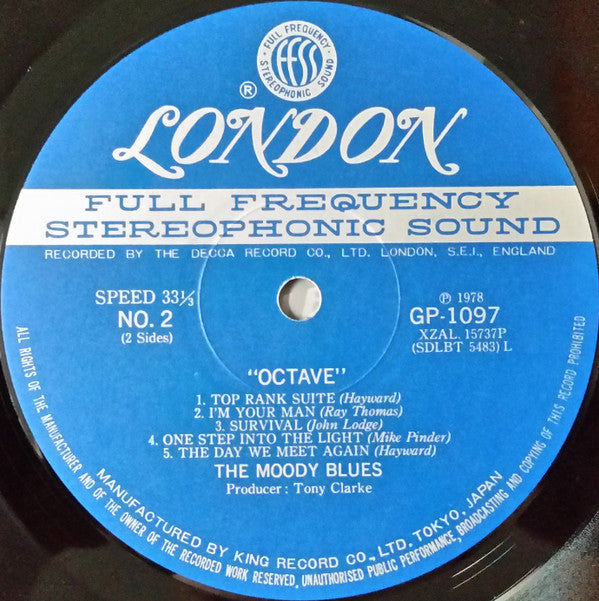 FULL FREQUENCY
ffss
STEREOPHONIC SOUND
®
LONDON
FULL FREQUENCY
STEREOPHONIC SOUND
RECORDED BY THE DECCA RECORD CO., LTD. LONDON, S.E.I., ENGLAND
SPEED 33⅓
NO. 2
(2 Sides)
℗ 1978
GP-1097
XZAL. 15737P
(SDLBT 5483) L
"OCTAVE"
1. TOP RANK SUITE (Hayward)
2. I'M YOUR MAN (Ray Thomas)
3. SURVIVAL (John Lodge)
4. ONE STEP INTO THE LIGHT (Mike Pinder)
5. THE DAY WE MEET AGAIN (Hayward)
THE MOODY BLUES
Producer : Tony Clarke
MANUFACTURED BY KING RECORD CO., LTD. TOKYO, JAPAN
ALL RIGHTS OF THE MANUFACTURER AND OF THE OWNER OF THE RECORDED WORK RESERVED, UNAUTHORISED PUBLIC PERFORMANCE, BROADCASTING AND COPYING OF THIS RECORD PROHIBITED